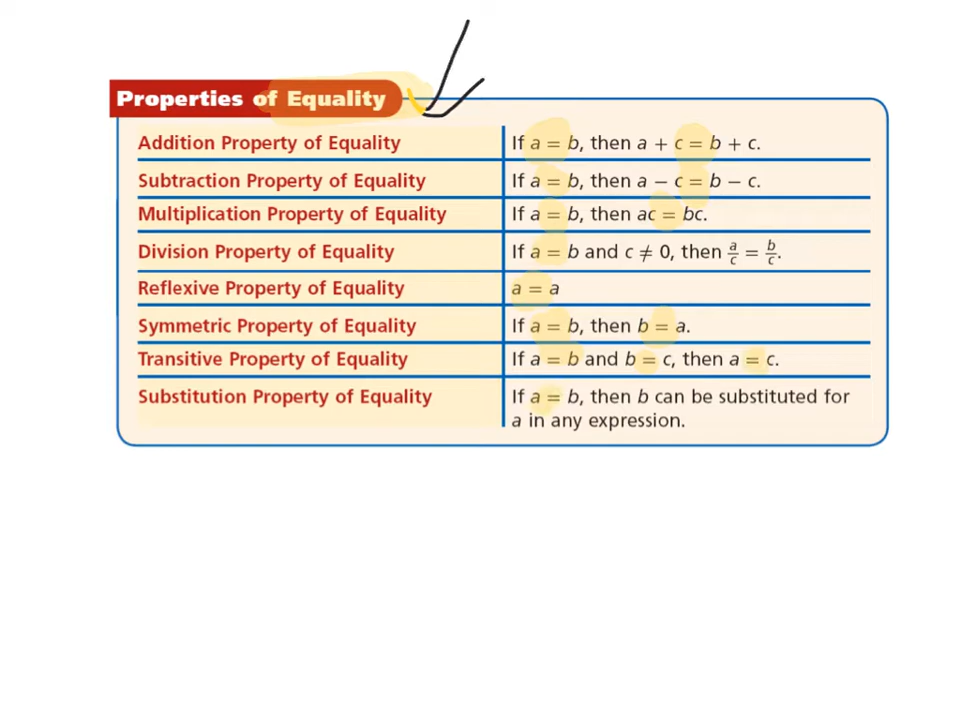 Properties of Equality
Addition Property of Equality If a = b, then a + c = b + c.
Subtraction Property of Equality If a = b, then a − c = b − c.
Multiplication Property of Equality If a = b, then ac = bc.
Division Property of Equality If a = b and c ≠ 0, then a/c = b/c.
Reflexive Property of Equality a = a
Symmetric Property of Equality If a = b, then b = a.
Transitive Property of Equality If a = b and b = c, then a = c.
Substitution Property of Equality If a = b, then b can be substituted for
a in any expression.